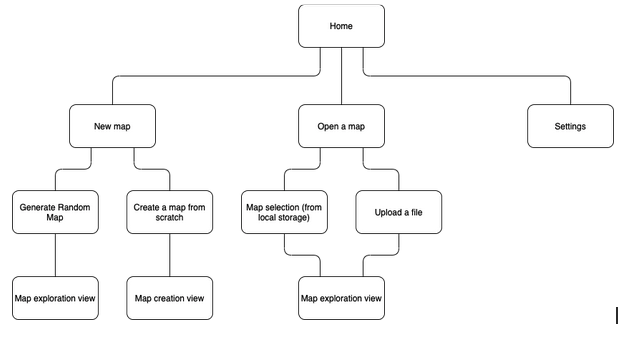 Home
New map
Open a map
Settings
Generate Random
Map
Create a map from
scratch
Map selection (from
local storage)
Upload a file
Map exploration view
Map creation view
Map exploration view